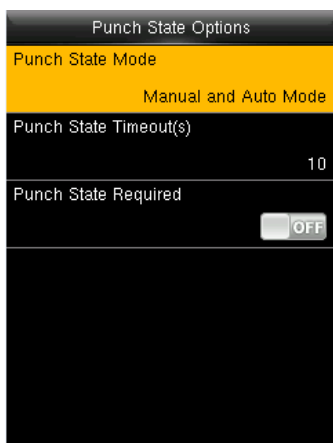 Punch State Options
Punch State Mode
Manual and Auto Mode
Punch State Timeout(s)
10
Punch State Required
OFF